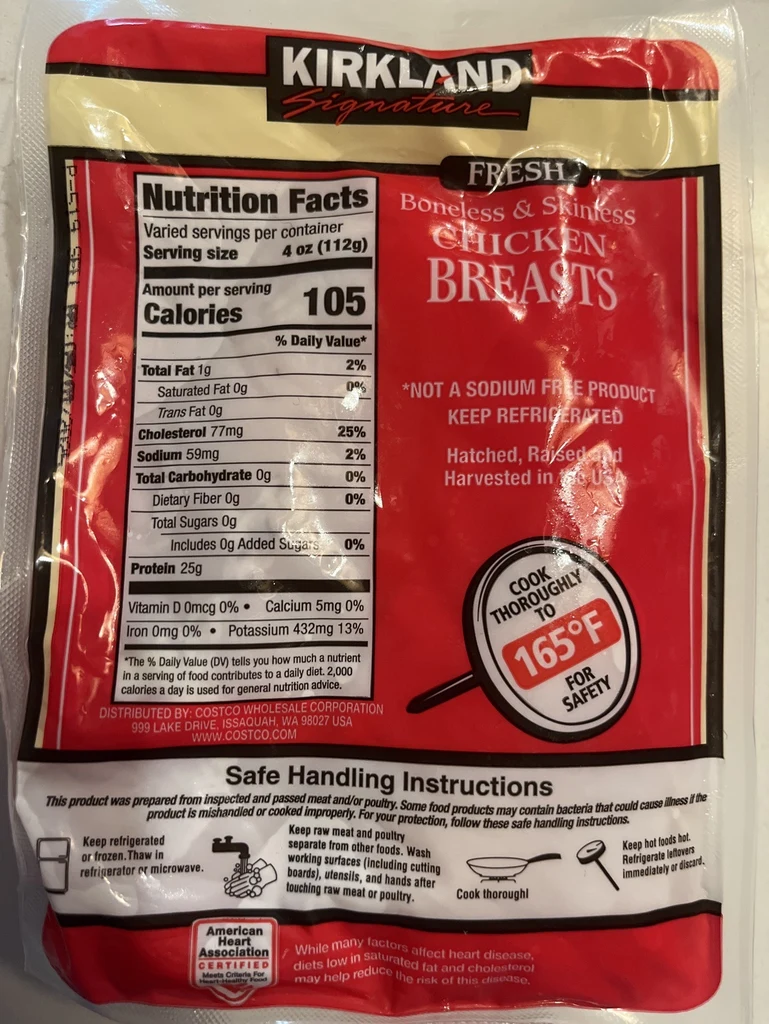 KIRKLAND
Signature
FRESH
Boneless & Skinless
CHICKEN
BREASTS
Nutrition Facts
Varied servings per container
Serving size 4 oz (112g)
Amount per serving
Calories 105
% Daily Value*
Total Fat 1g 2%
Saturated Fat 0g 0%
Trans Fat 0g
Cholesterol 77mg 25%
Sodium 59mg 2%
Total Carbohydrate 0g 0%
Dietary Fiber 0g 0%
Total Sugars 0g
Includes 0g Added Sugars 0%
Protein 25g
Vitamin D 0mcg 0% • Calcium 5mg 0%
Iron 0mg 0% • Potassium 432mg 13%
*The % Daily Value (DV) tells you how much a nutrient
in a serving of food contributes to a daily diet. 2,000
calories a day is used for general nutrition advice.
DISTRIBUTED BY: COSTCO WHOLESALE CORPORATION
999 LAKE DRIVE, ISSAQUAH, WA 98027 USA
WWW.COSTCO.COM
*NOT A SODIUM FREE PRODUCT
KEEP REFRIGERATED
Hatched, Raised and
Harvested in the USA
COOK
THOROUGHLY
TO
165°F
FOR
SAFETY
Safe Handling Instructions
This product was prepared from inspected and passed meat and/or poultry. Some food products may contain bacteria that could cause illness if the
product is mishandled or cooked improperly. For your protection, follow these safe handling instructions.
Keep refrigerated
or frozen. Thaw in
refrigerator or microwave.
Keep raw meat and poultry
separate from other foods. Wash
working surfaces (including cutting
boards), utensils, and hands after
touching raw meat or poultry.
Cook thoroughl
Keep hot foods hot.
Refrigerate leftovers
immediately or discard.
American
Heart
Association
CERTIFIED
Meets Criteria For
Heart-Healthy Food
While many factors affect heart disease,
diets low in saturated fat and cholesterol
may help reduce the risk of this disease.